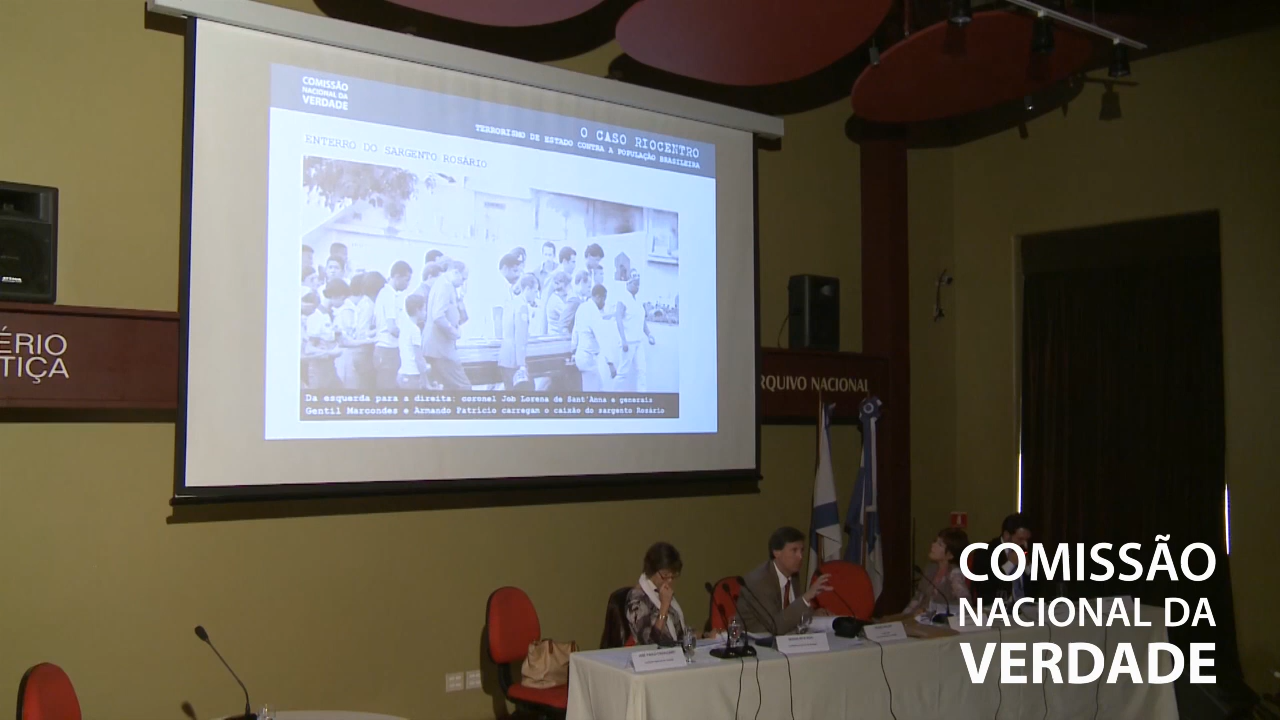 COMISSÃO
NACIONAL DA
VERDADE
O CASO RIOCENTRO
TERRORISMO DE ESTADO CONTRA A POPULAÇÃO BRASILEIRA
ENTERRO DO SARGENTO ROSÁRIO
Da esquerda para a direita: coronel Job Lorena de Sant'Anna e generais
Gentil Marcondes e Armando Patrício carregam o caixão do sargento Rosário
ÉRIO
TIÇA
RQUIVO NACIONAL
COMISSÃO
NACIONAL DA
VERDADE